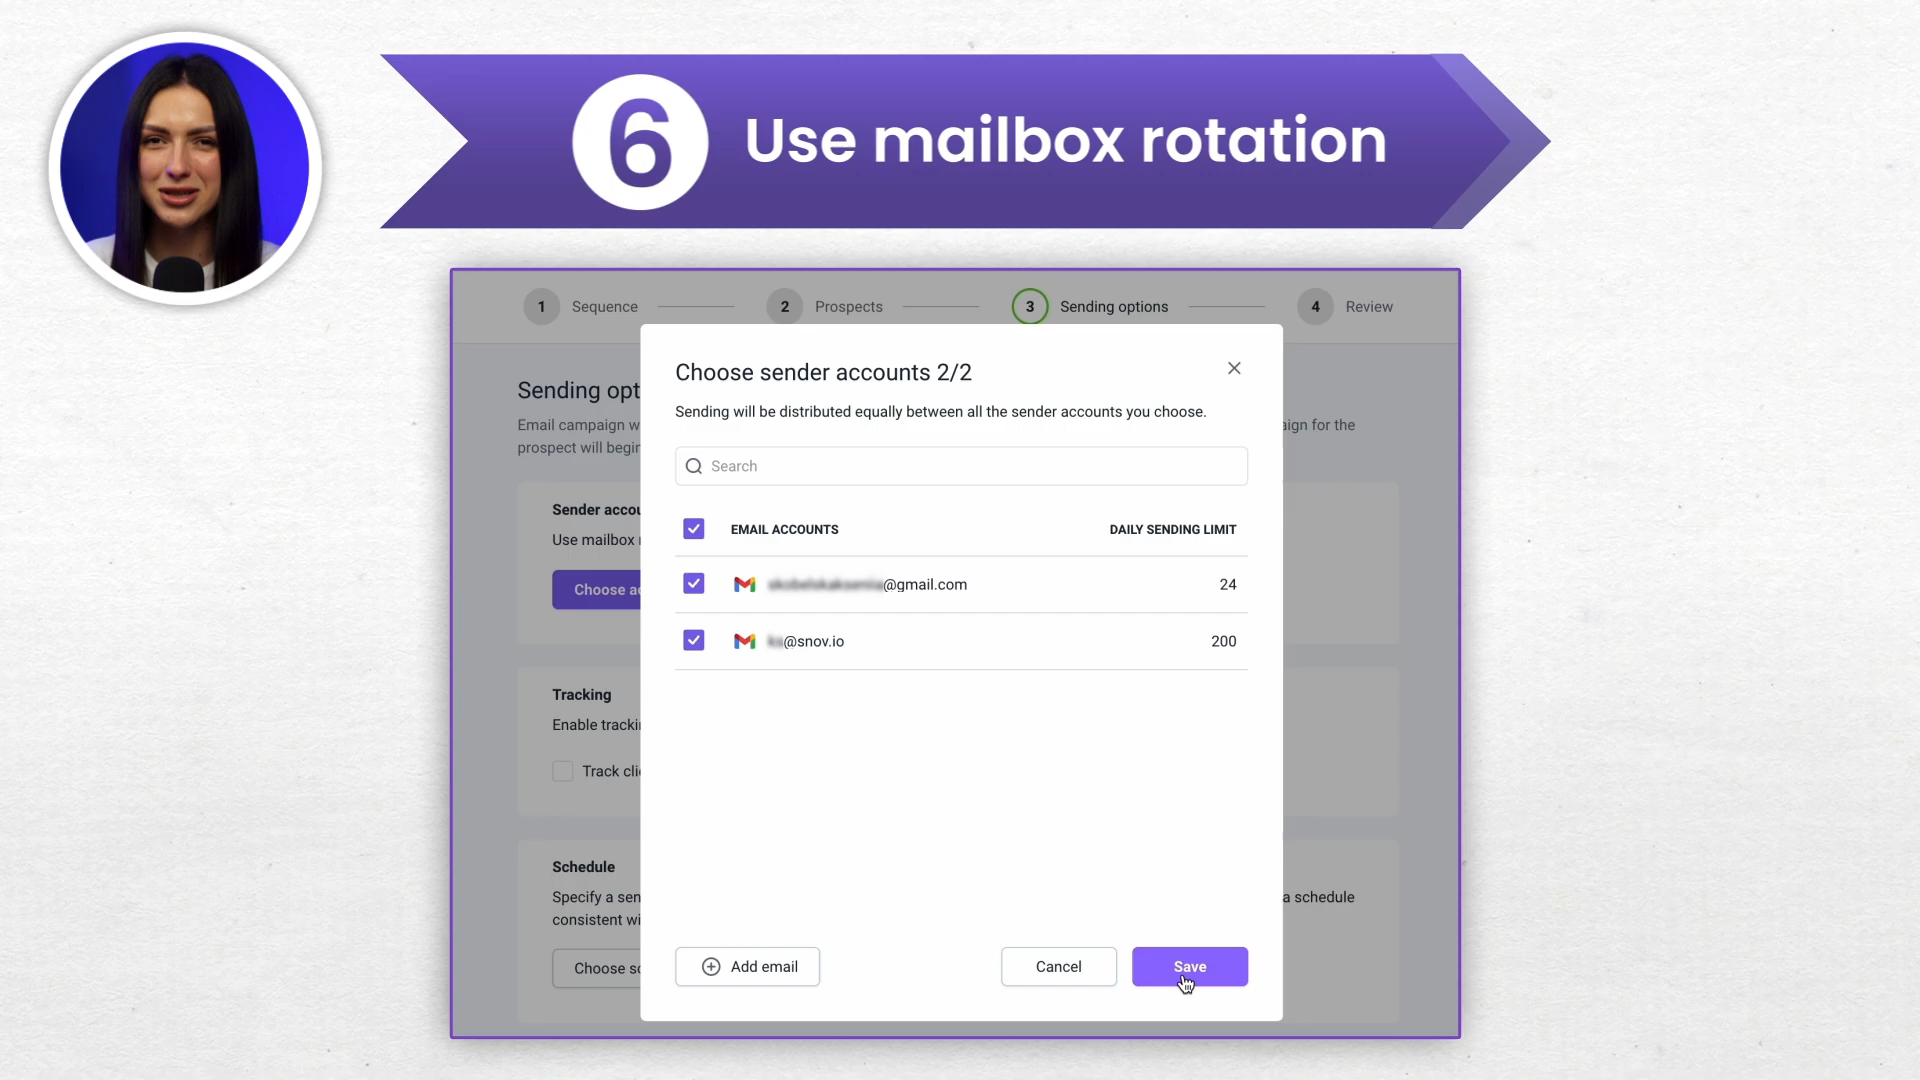 6 Use mailbox rotation
1 Sequence 2 Prospects 3 Sending options 4 Review
Choose sender accounts 2/2
Sending will be distributed equally between all the sender accounts you choose.
Search
EMAIL ACCOUNTS DAILY SENDING LIMIT
@gmail.com 24
@snov.io 200
Add email Cancel Save
Sending opt
Email campaign w aign for the
prospect will begin
Sender accou
Use mailbox
Choose a
Tracking
Enable tracki
Track cli
Schedule
Specify a sen a schedule
consistent wi
Choose s